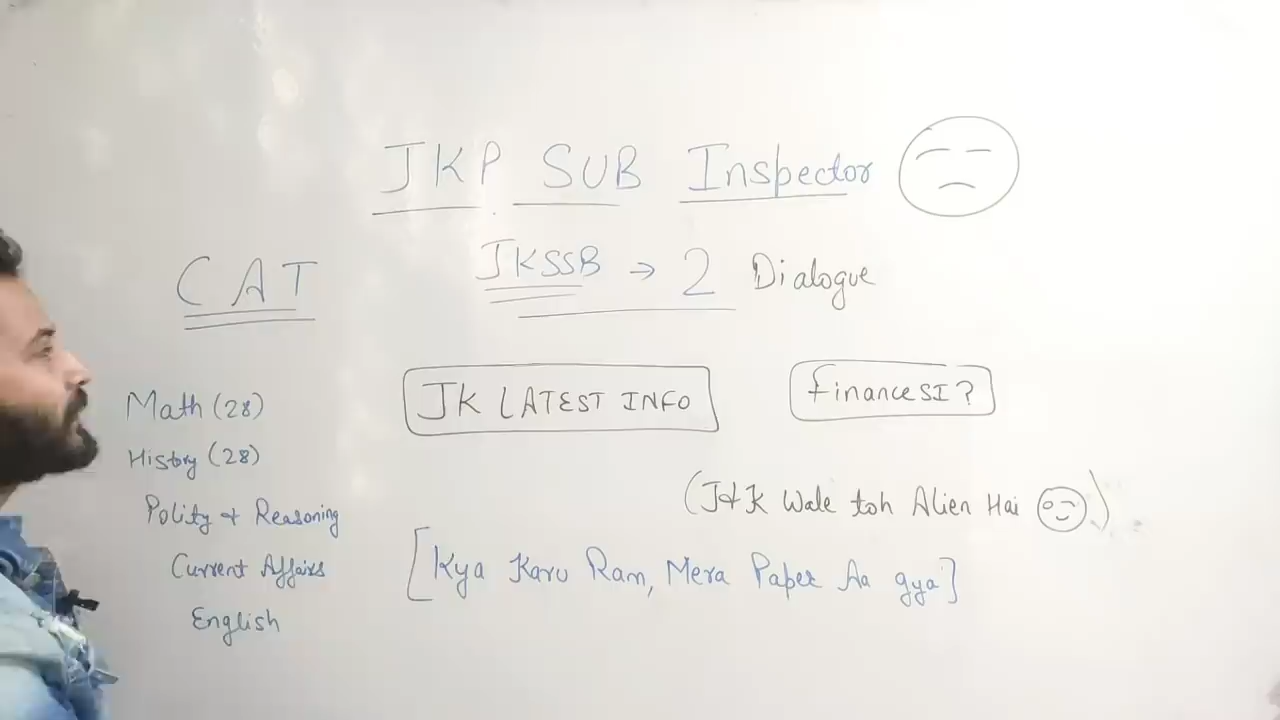 JKP SUB Inspector
JKSSB → 2 Dialogue
CAT
JK LATEST INFO
Finance SI?
Math (28)
History (28)
Polity & Reasoning
Current Affairs
English
(J&K Wale toh Alien Hai)
[Kya Karu Ram, Mera Paper Aa gya]